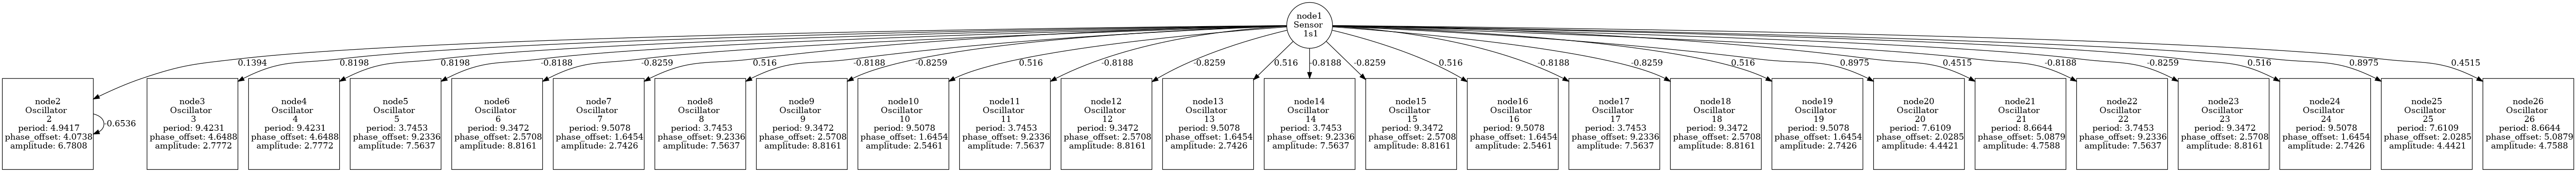 node1
Sensor
1s1
0.1394
0.8198
0.8198
-0.8188
-0.8259
0.516
-0.8188
-0.8259
0.516
-0.8188
-0.8259
0.516
-0.8188
-0.8259
0.516
-0.8188
-0.8259
0.516
0.8975
0.4515
-0.8188
-0.8259
0.516
0.8975
0.4515
node2
Oscillator
2
period: 4.9417
phase_offset: 4.0738
amplitude: 6.7808
-0.6536
node3
Oscillator
3
period: 9.4231
phase_offset: 4.6488
amplitude: 2.7772
node4
Oscillator
4
period: 9.4231
phase_offset: 4.6488
amplitude: 2.7772
node5
Oscillator
5
period: 3.7453
phase_offset: 9.2336
amplitude: 7.5637
node6
Oscillator
6
period: 9.3472
phase_offset: 2.5708
amplitude: 8.8161
node7
Oscillator
7
period: 9.5078
phase_offset: 1.6454
amplitude: 2.7426
node8
Oscillator
8
period: 3.7453
phase_offset: 9.2336
amplitude: 7.5637
node9
Oscillator
9
period: 9.3472
phase_offset: 2.5708
amplitude: 8.8161
node10
Oscillator
10
period: 9.5078
phase_offset: 1.6454
amplitude: 2.5461
node11
Oscillator
11
period: 3.7453
phase_offset: 9.2336
amplitude: 7.5637
node12
Oscillator
12
period: 9.3472
phase_offset: 2.5708
amplitude: 8.8161
node13
Oscillator
13
period: 9.5078
phase_offset: 1.6454
amplitude: 2.7426
node14
Oscillator
14
period: 3.7453
phase_offset: 9.2336
amplitude: 7.5637
node15
Oscillator
15
period: 9.3472
phase_offset: 2.5708
amplitude: 8.8161
node16
Oscillator
16
period: 9.5078
phase_offset: 1.6454
amplitude: 2.5461
node17
Oscillator
17
period: 3.7453
phase_offset: 9.2336
amplitude: 7.5637
node18
Oscillator
18
period: 9.3472
phase_offset: 2.5708
amplitude: 8.8161
node19
Oscillator
19
period: 9.5078
phase_offset: 1.6454
amplitude: 2.7426
node20
Oscillator
20
period: 7.6109
phase_offset: 2.0285
amplitude: 4.4421
node21
Oscillator
21
period: 8.6644
phase_offset: 5.0879
amplitude: 4.7588
node22
Oscillator
22
period: 3.7453
phase_offset: 9.2336
amplitude: 7.5637
node23
Oscillator
23
period: 9.3472
phase_offset: 2.5708
amplitude: 8.8161
node24
Oscillator
24
period: 9.5078
phase_offset: 1.6454
amplitude: 2.7426
node25
Oscillator
25
period: 7.6109
phase_offset: 2.0285
amplitude: 4.4421
node26
Oscillator
26
period: 8.6644
phase_offset: 5.0879
amplitude: 4.7588